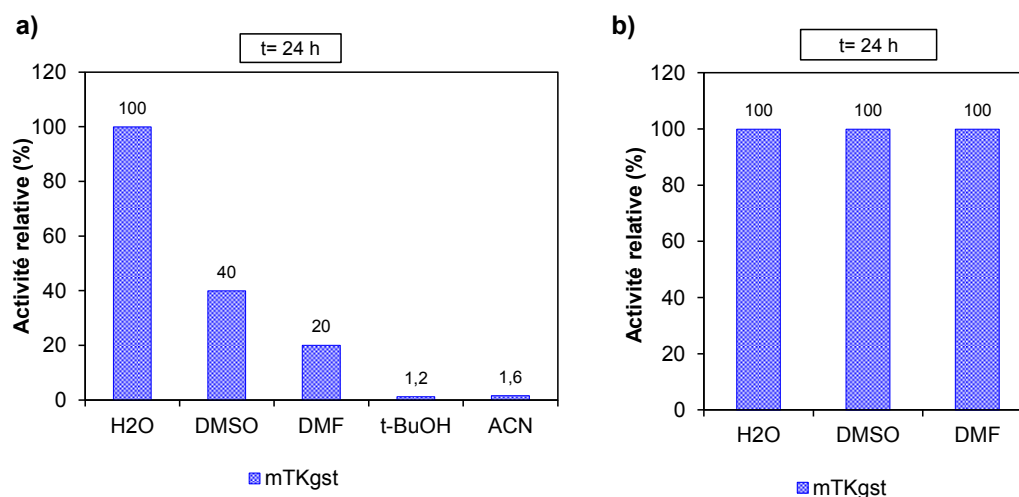 a)
t= 24 h
Activité relative (%)
120
100
80
60
40
20
0
100
40
20
1,2
1,6
H2O DMSO DMF t-BuOH ACN
mTKgst
b)
t= 24 h
Activité relative (%)
120
100
80
60
40
20
0
100 100 100
H2O DMSO DMF
mTKgst